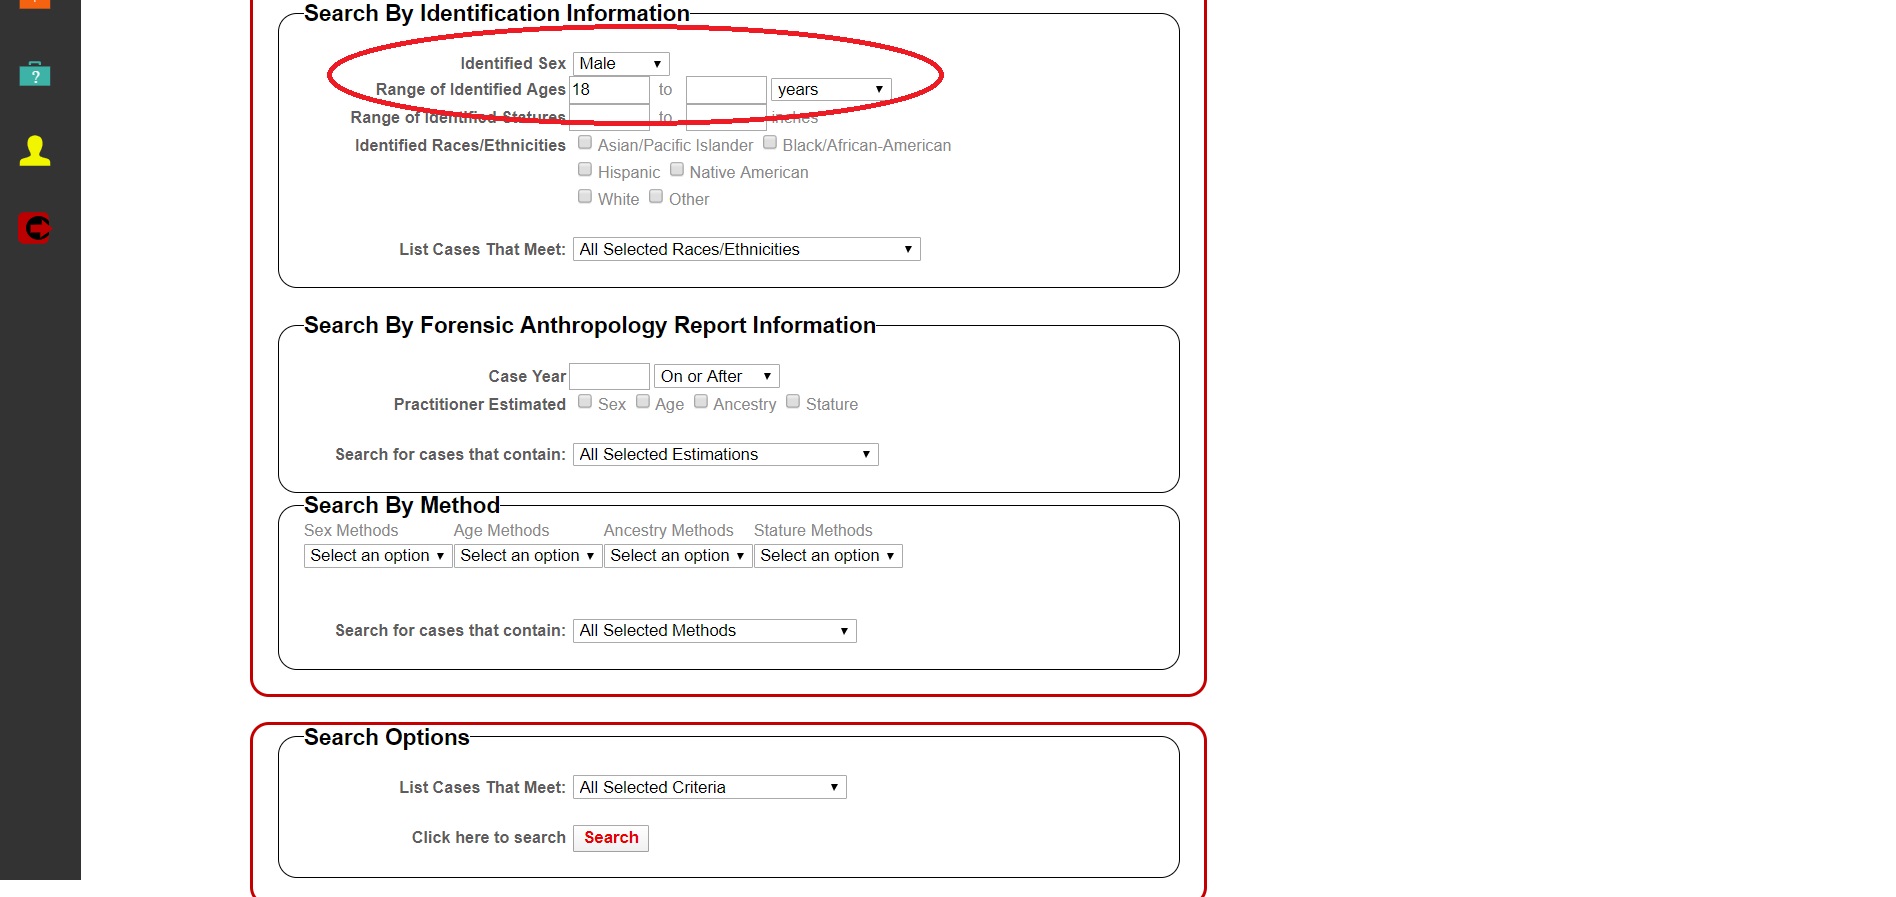 Search By Identification Information
Identified Sex Male
Range of Identified Ages 18 to years
Range of Identified Statures to inches
Identified Races/Ethnicities Asian/Pacific Islander Black/African-American
Hispanic Native American
White Other
List Cases That Meet: All Selected Races/Ethnicities
Search By Forensic Anthropology Report Information
Case Year On or After
Practitioner Estimated Sex Age Ancestry Stature
Search for cases that contain: All Selected Estimations
Search By Method
Sex Methods Age Methods Ancestry Methods Stature Methods
Select an option Select an option Select an option Select an option
Search for cases that contain: All Selected Methods
Search Options
List Cases That Meet: All Selected Criteria
Click here to search Search